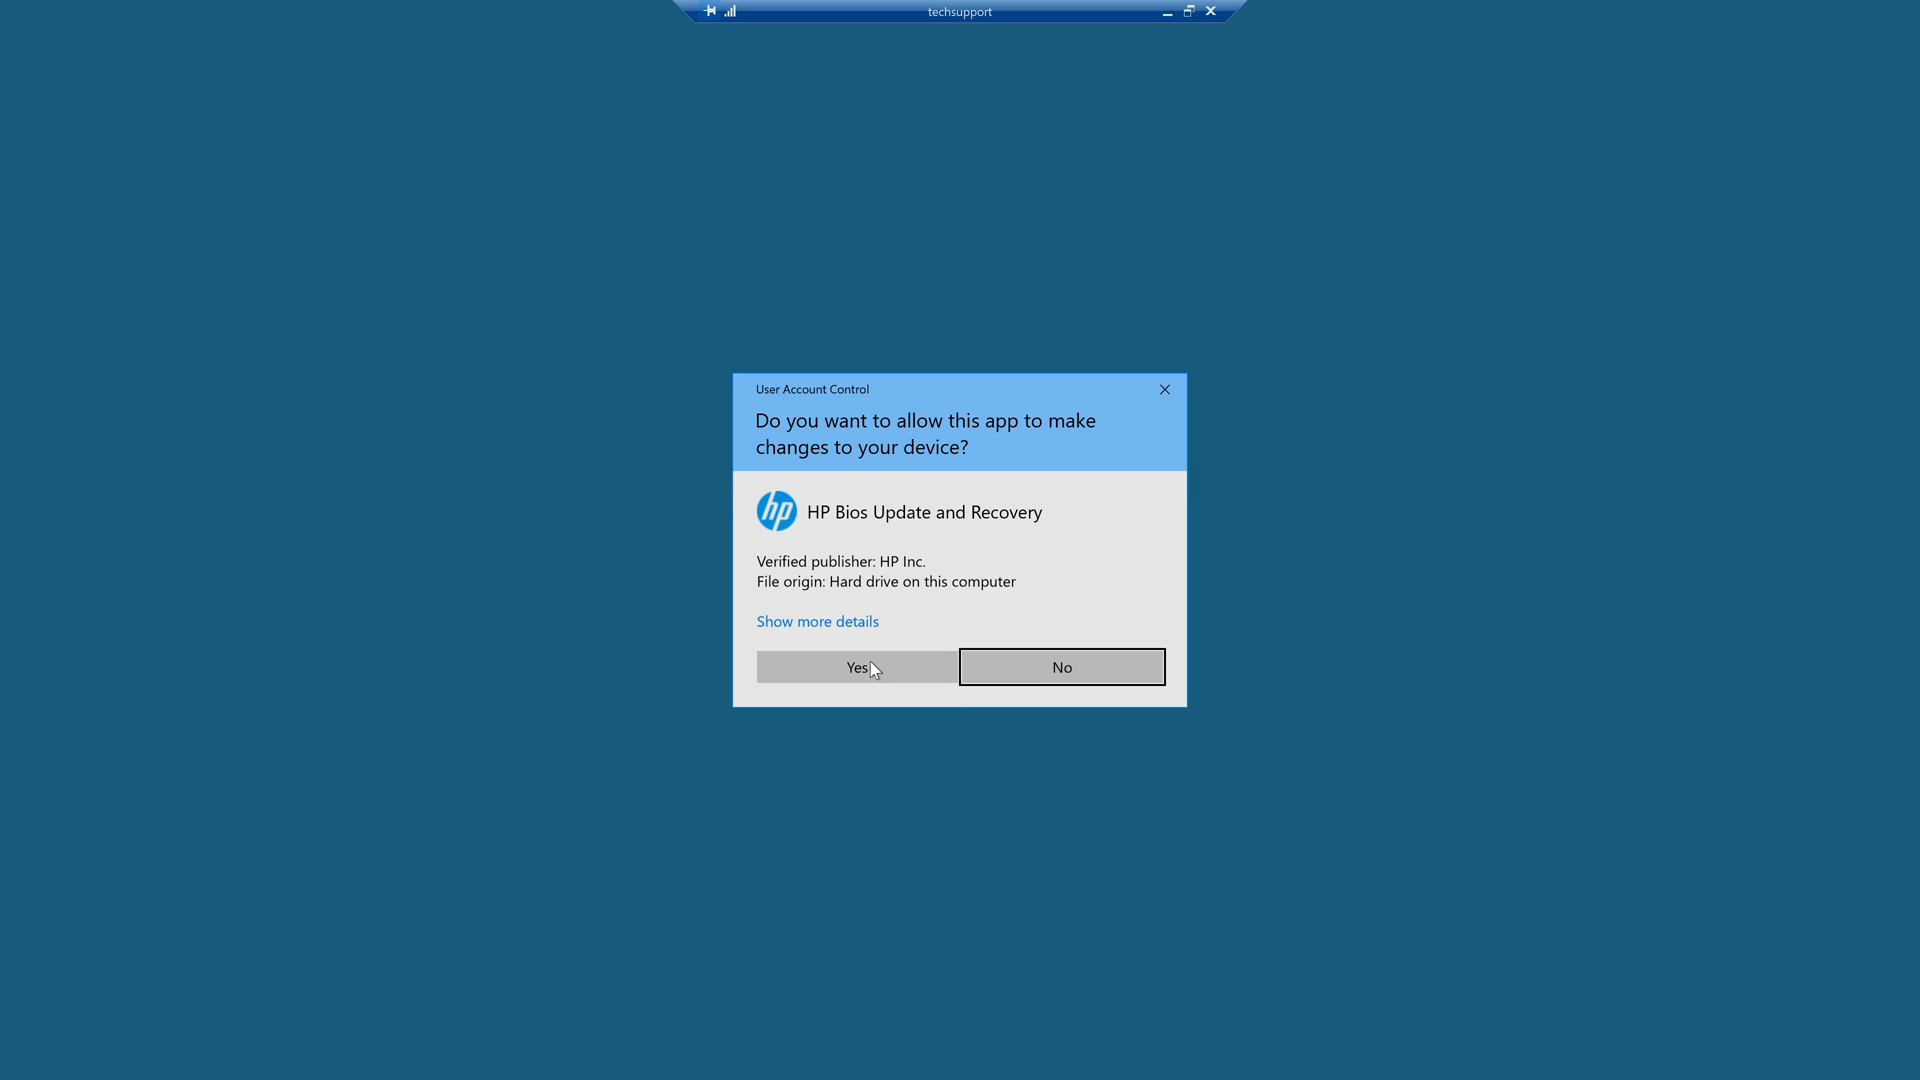 techsupport
User Account Control
Do you want to allow this app to make
changes to your device?
hp
HP Bios Update and Recovery
Verified publisher: HP Inc.
File origin: Hard drive on this computer
Show more details
Yes
No